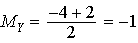 M_Y = \frac{-4+2}{2} = -1